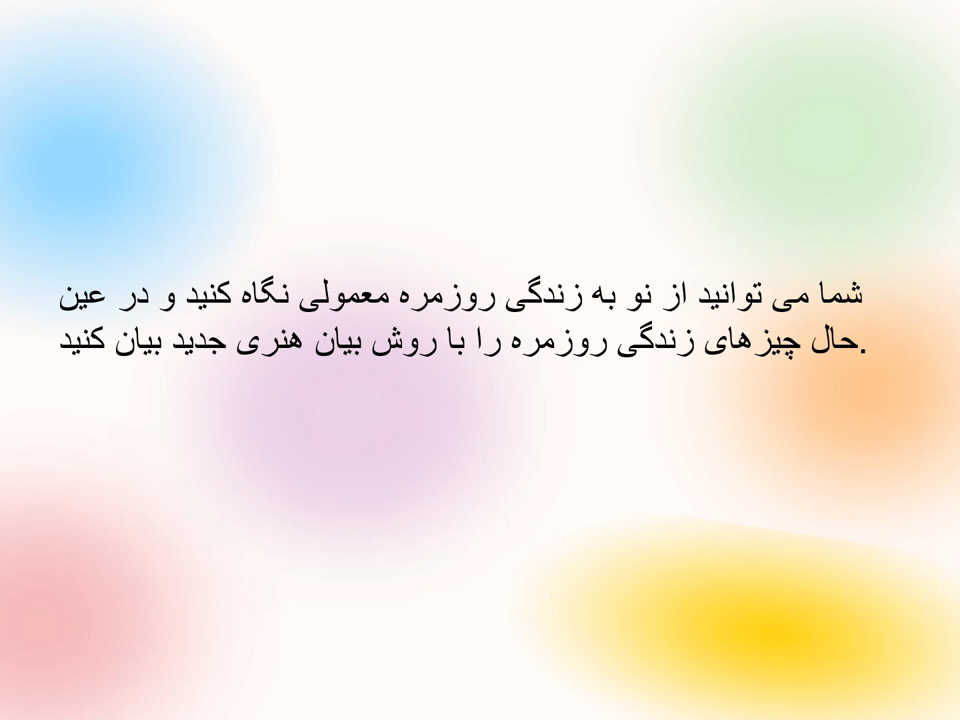 شما می توانید از نو به زندگی روزمره معمولی نگاه کنید و در عین
حال چیزهای زندگی روزمره را با روش بیان هنری جدید بیان کنید.